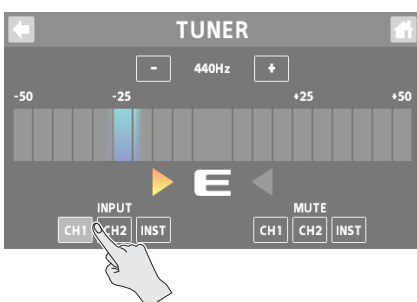 TUNER
- 440Hz +
-50 -25 +25 +50
E
INPUT MUTE
CH1 CH2 INST CH1 CH2 INST